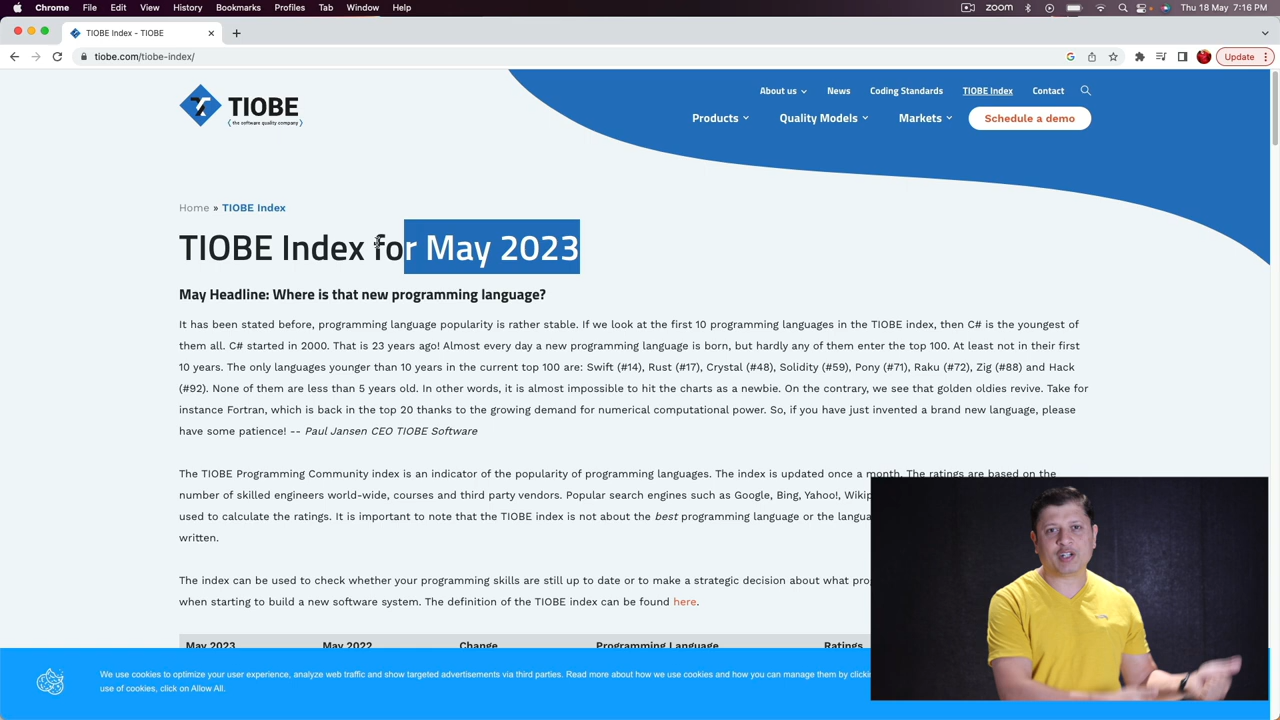 Chrome File Edit View History Bookmarks Profiles Tab Window Help
zoom Thu 18 May 7:16 PM
TIOBE Index - TIOBE
tiobe.com/tiobe-index/
Update
About us News Coding Standards TIOBE Index Contact
TIOBE
(the software quality company)
Products Quality Models Markets Schedule a demo
Home » TIOBE Index
TIOBE Index for May 2023
May Headline: Where is that new programming language?
It has been stated before, programming language popularity is rather stable. If we look at the first 10 programming languages in the TIOBE index, then C# is the youngest of
them all. C# started in 2000. That is 23 years ago! Almost every day a new programming language is born, but hardly any of them enter the top 100. At least not in their first
10 years. The only languages younger than 10 years in the current top 100 are: Swift (#14), Rust (#17), Crystal (#48), Solidity (#59), Pony (#71), Raku (#72), Zig (#88) and Hack
(#92). None of them are less than 5 years old. In other words, it is almost impossible to hit the charts as a newbie. On the contrary, we see that golden oldies revive. Take for
instance Fortran, which is back in the top 20 thanks to the growing demand for numerical computational power. So, if you have just invented a brand new language, please
have some patience! -- Paul Jansen CEO TIOBE Software
The TIOBE Programming Community index is an indicator of the popularity of programming languages. The index is updated once a month. The ratings are based on the
number of skilled engineers world-wide, courses and third party vendors. Popular search engines such as Google, Bing, Yahoo!,
used to calculate the ratings. It is important to note that the TIOBE index is not about the best programming language or the
written.
The index can be used to check whether your programming skills are still up to date or to make a strategic decision about what
when starting to build a new software system. The definition of the TIOBE index can be found here.
May 2023 May 2022 Change Programming Language Ratings
We use cookies to optimize your user experience, analyze web traffic and show targeted advertisements via third parties. Read more about how we use cookies and how you can manage them by
use of cookies, click on Allow All.